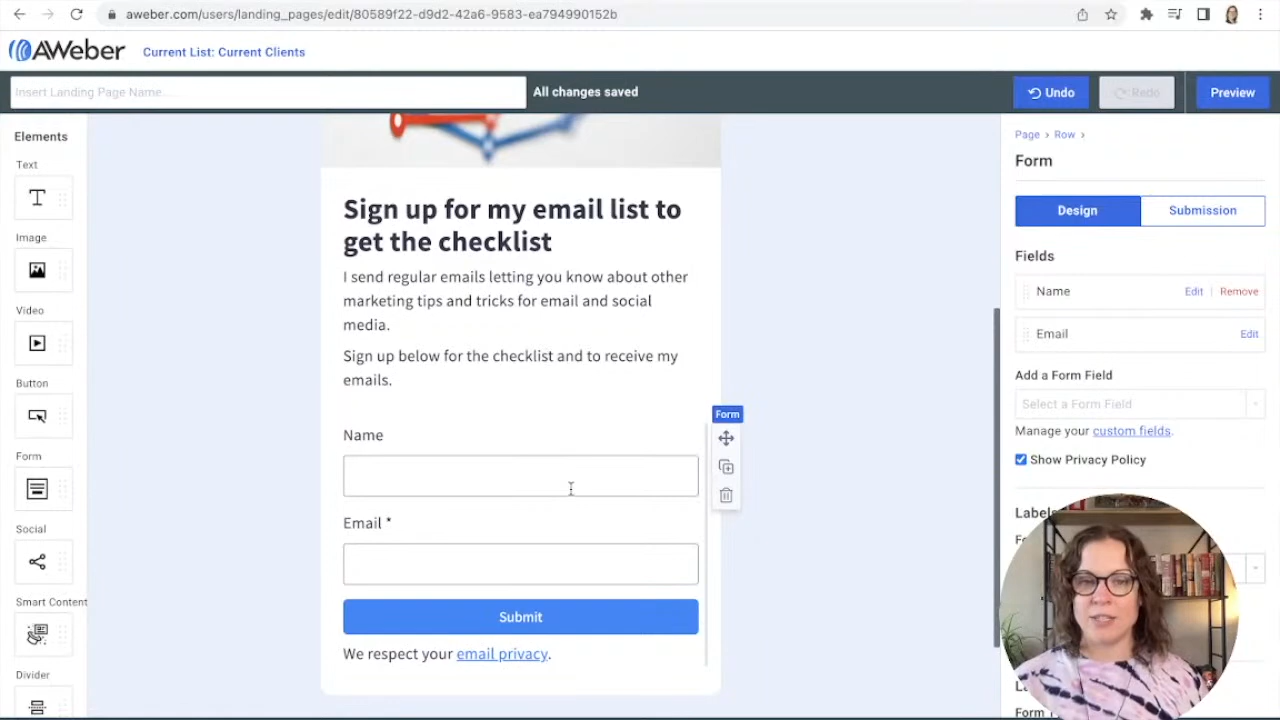 aweber.com/users/landing_pages/edit/80589f22-d9d2-42a6-9583-ea794990152b
AWeber
Current List: Current Clients
Insert Landing Page Name...
All changes saved
Undo
Redo
Preview
Elements
Text
Image
Video
Button
Form
Social
Smart Content
Divider
Sign up for my email list to
get the checklist
I send regular emails letting you know about other
marketing tips and tricks for email and social
media.
Sign up below for the checklist and to receive my
emails.
Name
Email *
Submit
We respect your email privacy.
Form
Page › Row ›
Form
Design
Submission
Fields
Name
Edit | Remove
Email
Edit
Add a Form Field
Select a Form Field
Manage your custom fields.
Show Privacy Policy
Labels